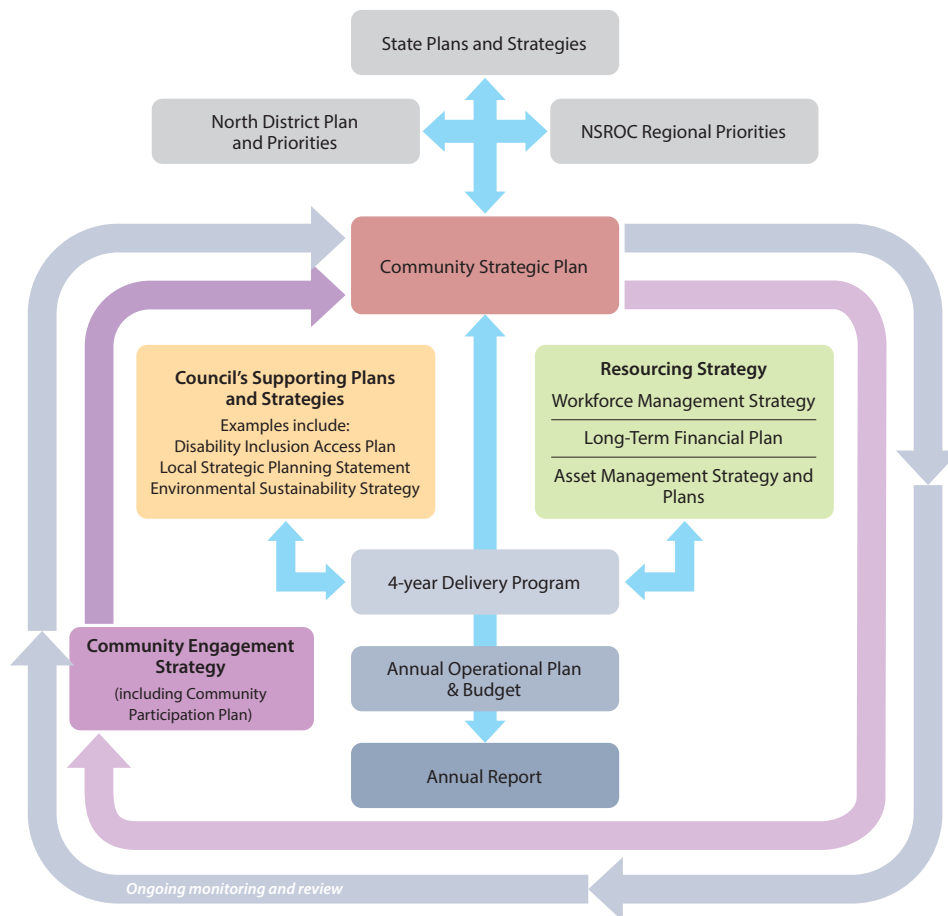 State Plans and Strategies
North District Plan
and Priorities
NSROC Regional Priorities
Community Strategic Plan
Council’s Supporting Plans
and Strategies
Examples include:
Disability Inclusion Access Plan
Local Strategic Planning Statement
Environmental Sustainability Strategy
Resourcing Strategy
Workforce Management Strategy
Long-Term Financial Plan
Asset Management Strategy and
Plans
4-year Delivery Program
Community Engagement
Strategy
(including Community
Participation Plan)
Annual Operational Plan
& Budget
Annual Report
Ongoing monitoring and review